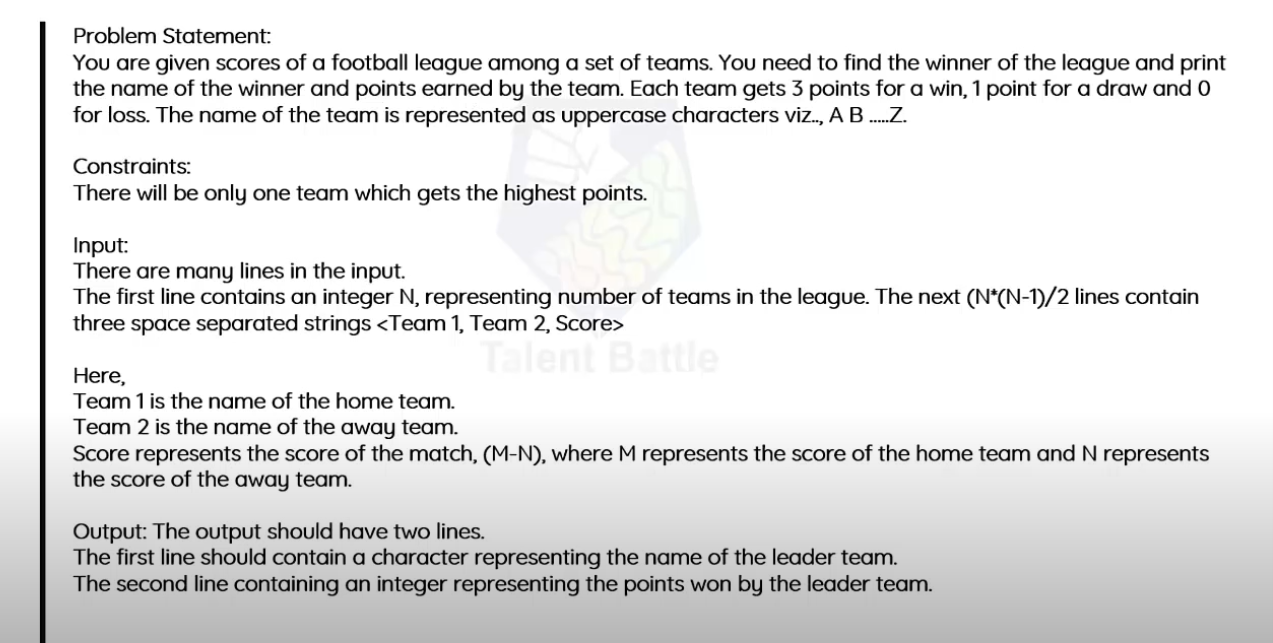 Problem Statement:
You are given scores of a football league among a set of teams. You need to find the winner of the league and print
the name of the winner and points earned by the team. Each team gets 3 points for a win, 1 point for a draw and 0
for loss. The name of the team is represented as uppercase characters viz.., A B .....Z.
Constraints:
There will be only one team which gets the highest points.
Input:
There are many lines in the input.
The first line contains an integer N, representing number of teams in the league. The next (N*(N-1)/2 lines contain
three space separated strings <Team 1, Team 2, Score>
Talent Battle
Here,
Team 1 is the name of the home team.
Team 2 is the name of the away team.
Score represents the score of the match, (M-N), where M represents the score of the home team and N represents
the score of the away team.
Output: The output should have two lines.
The first line should contain a character representing the name of the leader team.
The second line containing an integer representing the points won by the leader team.